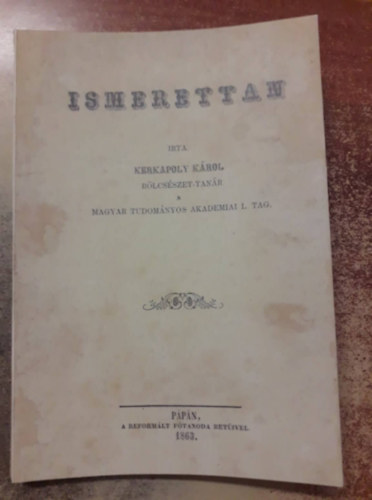 ISMERETTAN
IRTA
KERKAPOLY KÁROL
BÖLCSÉSZET-TANÁR
A
MAGYAR TUDOMÁNYOS AKADEMIAI L. TAG.
PÁPÁN,
A REFORMÁLT FŐTANODA BETŰIVEL
1863.